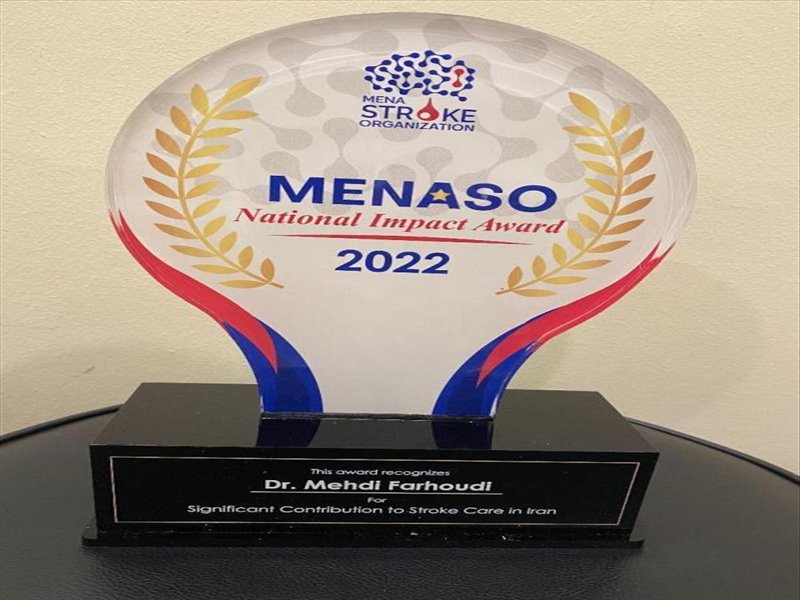 MENA
STROKE
ORGANIZATION
MENASO
National Impact Award
2022
This award recognizes
Dr. Mehdi Farhoudi
For
Significant Contribution to Stroke Care in Iran